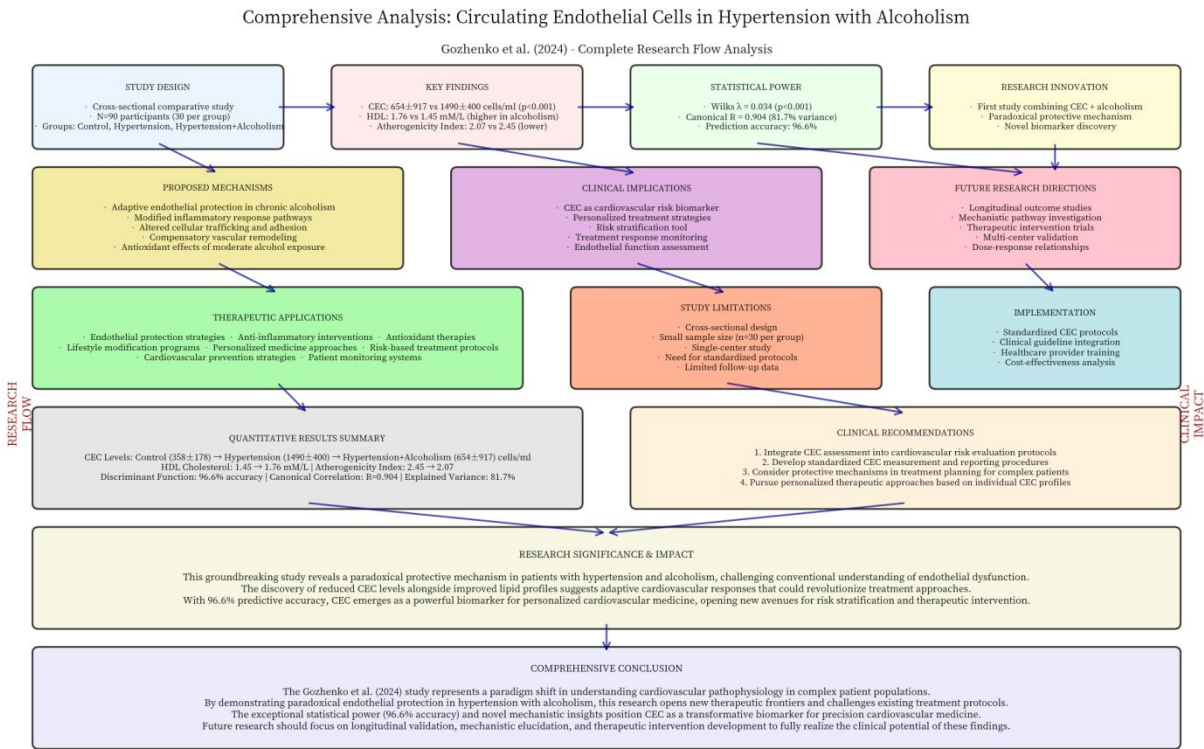 Comprehensive Analysis: Circulating Endothelial Cells in Hypertension with Alcoholism
Gozhenko et al. (2024) - Complete Research Flow Analysis
STUDY DESIGN
· Cross-sectional comparative study
· N=90 participants (30 per group)
· Groups: Control, Hypertension, Hypertension+Alcoholism
KEY FINDINGS
· CEC: 654±917 vs 1490±400 cells/ml (p<0.001)
· HDL: 1.76 vs 1.45 mM/L (higher in alcoholism)
· Atherogenicity Index: 2.07 vs 2.45 (lower)
STATISTICAL POWER
· Wilks λ = 0.034 (p<0.001)
· Canonical R = 0.904 (81.7% variance)
· Prediction accuracy: 96.6%
RESEARCH INNOVATION
· First study combining CEC + alcoholism
· Paradoxical protective mechanism
· Novel biomarker discovery
PROPOSED MECHANISMS
· Adaptive endothelial protection in chronic alcoholism
· Modified inflammatory response pathways
· Altered cellular trafficking and adhesion
· Compensatory vascular remodeling
· Antioxidant effects of moderate alcohol exposure
CLINICAL IMPLICATIONS
· CEC as cardiovascular risk biomarker
· Personalized treatment strategies
· Risk stratification tool
· Treatment response monitoring
· Endothelial function assessment
FUTURE RESEARCH DIRECTIONS
· Longitudinal outcome studies
· Mechanistic pathway investigation
· Therapeutic intervention trials
· Multi-center validation
· Dose-response relationships
THERAPEUTIC APPLICATIONS
· Endothelial protection strategies · Anti-inflammatory interventions · Antioxidant therapies
· Lifestyle modification programs · Personalized medicine approaches · Risk-based treatment protocols
· Cardiovascular prevention strategies · Patient monitoring systems
STUDY LIMITATIONS
· Cross-sectional design
· Small sample size (n=30 per group)
· Single-center study
· Need for standardized protocols
· Limited follow-up data
IMPLEMENTATION
· Standardized CEC protocols
· Clinical guideline integration
· Healthcare provider training
· Cost-effectiveness analysis
RESEARCH
FLOW
CLINICAL
IMPACT
QUANTITATIVE RESULTS SUMMARY
CEC Levels: Control (358±178) → Hypertension (1490±400) → Hypertension+Alcoholism (654±917) cells/ml
HDL Cholesterol: 1.45 → 1.76 mM/L | Atherogenicity Index: 2.45 → 2.07
Discriminant Function: 96.6% accuracy | Canonical Correlation: R=0.904 | Explained Variance: 81.7%
CLINICAL RECOMMENDATIONS
1. Integrate CEC assessment into cardiovascular risk evaluation protocols
2. Develop standardized CEC measurement and reporting procedures
3. Consider protective mechanisms in treatment planning for complex patients
4. Pursue personalized therapeutic approaches based on individual CEC profiles
RESEARCH SIGNIFICANCE & IMPACT
This groundbreaking study reveals a paradoxical protective mechanism in patients with hypertension and alcoholism, challenging conventional understanding of endothelial dysfunction.
The discovery of reduced CEC levels alongside improved lipid profiles suggests adaptive cardiovascular responses that could revolutionize treatment approaches.
With 96.6% predictive accuracy, CEC emerges as a powerful biomarker for personalized cardiovascular medicine, opening new avenues for risk stratification and therapeutic intervention.
COMPREHENSIVE CONCLUSION
The Gozhenko et al. (2024) study represents a paradigm shift in understanding cardiovascular pathophysiology in complex patient populations.
By demonstrating paradoxical endothelial protection in hypertension with alcoholism, this research opens new therapeutic frontiers and challenges existing treatment protocols.
The exceptional statistical power (96.6% accuracy) and novel mechanistic insights position CEC as a transformative biomarker for precision cardiovascular medicine.
Future research should focus on longitudinal validation, mechanistic elucidation, and therapeutic intervention development to fully realize the clinical potential of these findings.